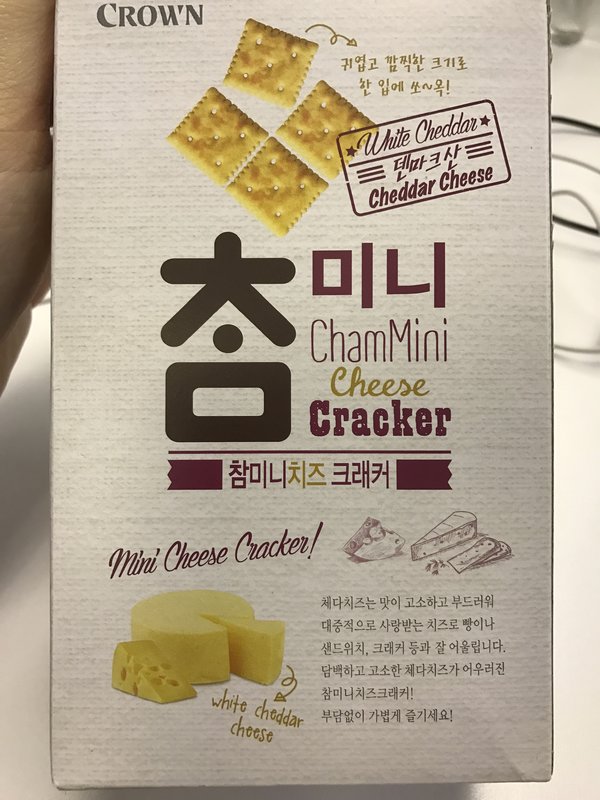 CROWN
귀엽고 깜찍한 크기로
한 입에 쏘~옥!
White Cheddar
덴마크산
Cheddar Cheese
참
미니
ChamMini
Cheese
Cracker
참미니치즈 크래커
Mini Cheese Cracker!
체다치즈는 맛이 고소하고 부드러워
대중적으로 사랑받는 치즈로 빵이나
샌드위치, 크래커 등과 잘 어울립니다.
담백하고 고소한 체다치즈가 어우러진
참미니치즈크래커!
부담없이 가볍게 즐기세요!
white cheddar
cheese